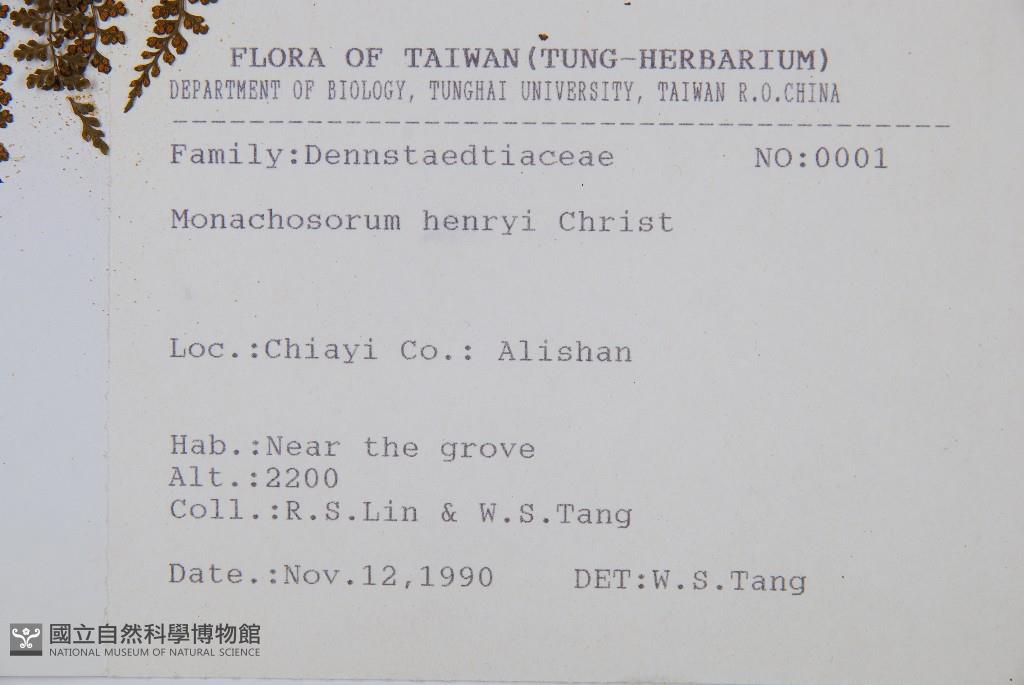 FLORA OF TAIWAN(TUNG-HERBARIUM)
DEPARTMENT OF BIOLOGY, TUNGHAI UNIVERSITY, TAIWAN R.O.CHINA
Family:Dennstaedtiaceae NO:0001
Monachosorum henryi Christ
Loc.:Chiayi Co.: Alishan
Hab.:Near the grove
Alt.:2200
Coll.:R.S.Lin & W.S.Tang
Date.:Nov.12,1990 DET:W.S.Tang
國立自然科學博物館
NATIONAL MUSEUM OF NATURAL SCIENCE